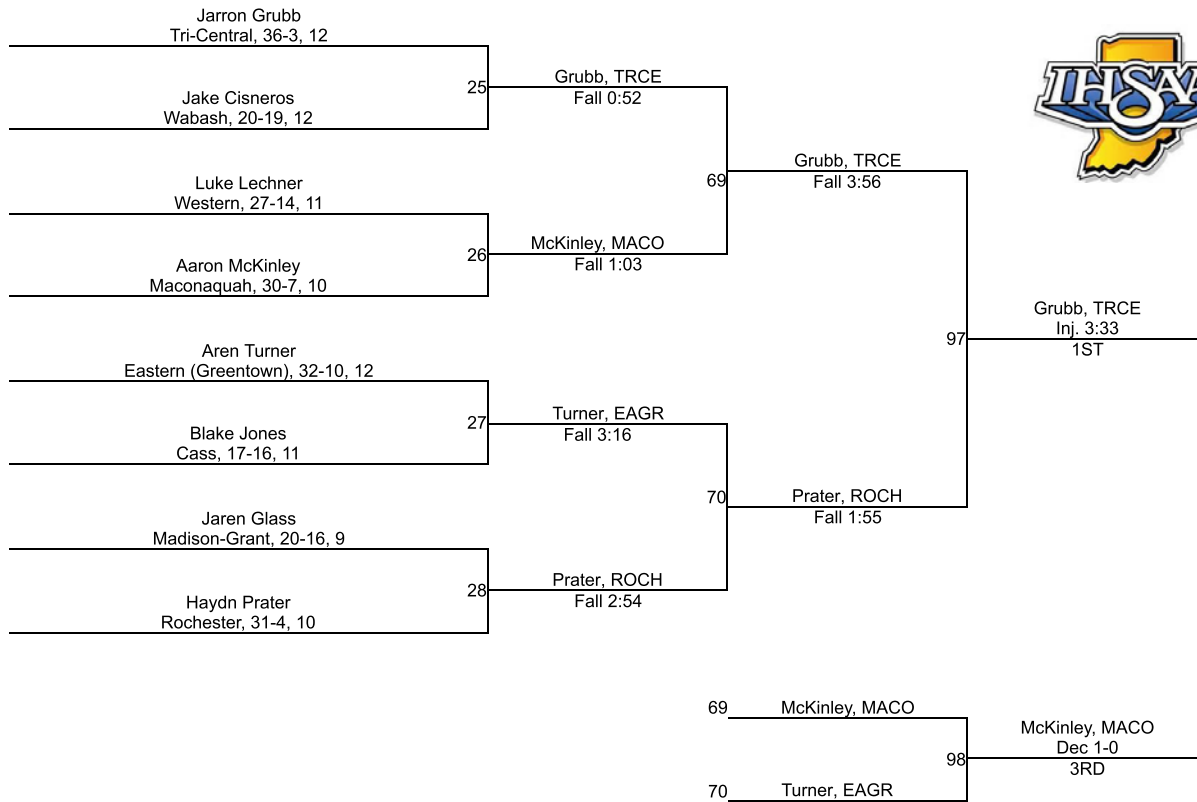 Jarron Grubb
Tri-Central, 36-3, 12
25
Jake Cisneros
Wabash, 20-19, 12
Grubb, TRCE
Fall 0:52
IHSAA
Luke Lechner
Western, 27-14, 11
26
Aaron McKinley
Maconaquah, 30-7, 10
McKinley, MACO
Fall 1:03
69
Grubb, TRCE
Fall 3:56
Aren Turner
Eastern (Greentown), 32-10, 12
27
Blake Jones
Cass, 17-16, 11
Turner, EAGR
Fall 3:16
Jaren Glass
Madison-Grant, 20-16, 9
28
Haydn Prater
Rochester, 31-4, 10
Prater, ROCH
Fall 2:54
70
Prater, ROCH
Fall 1:55
97
Grubb, TRCE
Inj. 3:33
1ST
69
McKinley, MACO
98
70
Turner, EAGR
McKinley, MACO
Dec 1-0
3RD